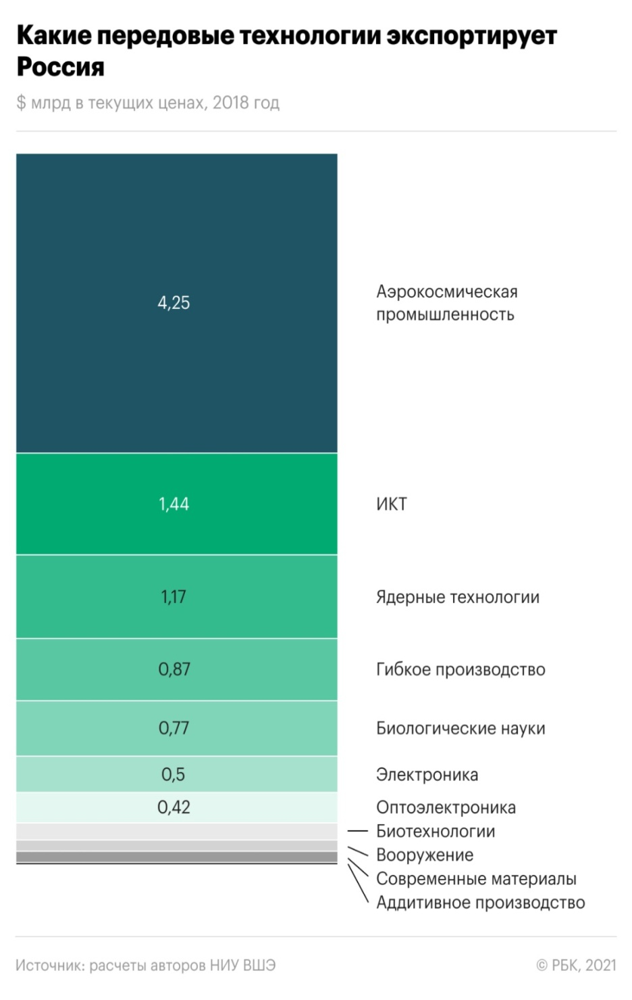 Какие передовые технологии экспортирует
Россия
$ млрд в текущих ценах, 2018 год
4,25
Аэрокосмическая
промышленность
1,44
ИКТ
1,17
Ядерные технологии
0,87
Гибкое производство
0,77
Биологические науки
0,5
Электроника
0,42
Оптоэлектроника
Биотехнологии
Вооружение
Современные материалы
Аддитивное производство
Источник: расчеты авторов НИУ ВШЭ
© РБК, 2021